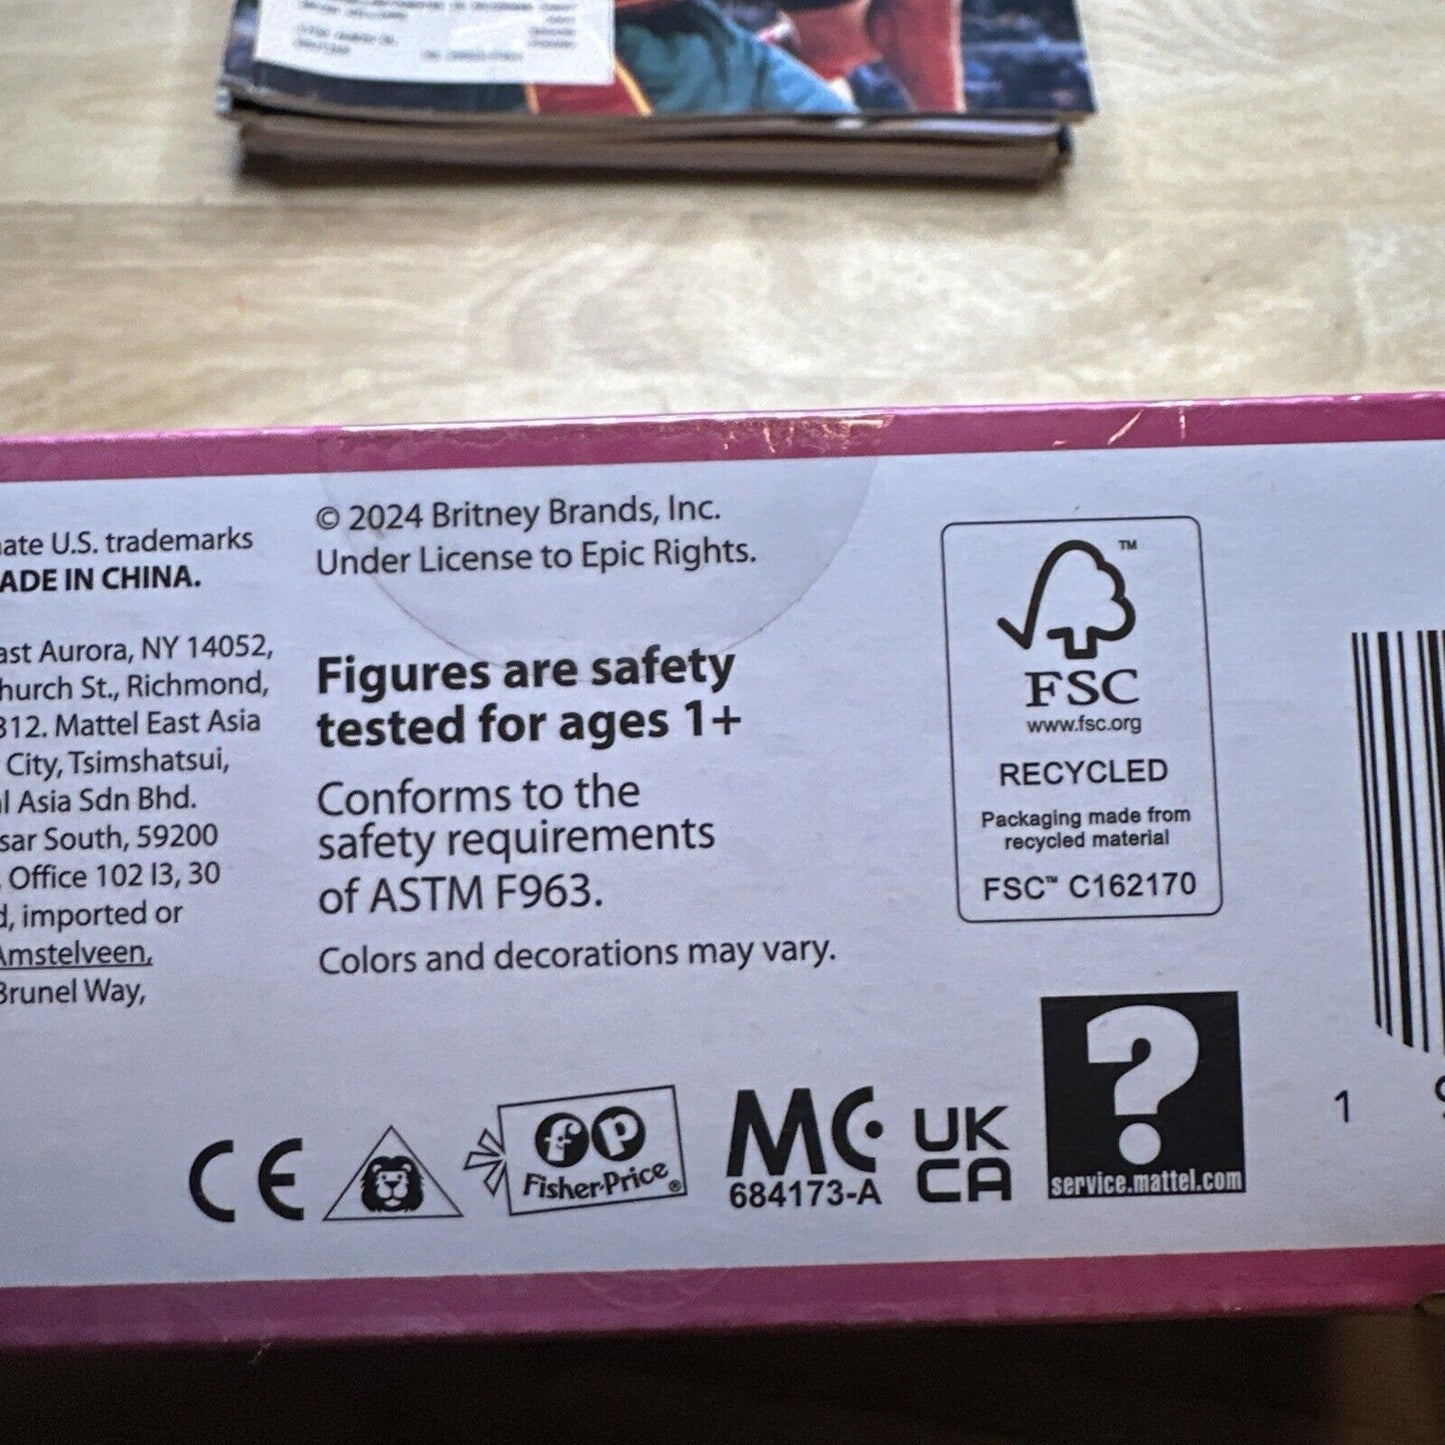 ate U.S. trademarks
ADE IN CHINA.
ast Aurora, NY 14052,
hurch St., Richmond,
312. Mattel East Asia
City, Tsimshatsui,
l Asia Sdn Bhd.
sar South, 59200
, Office 102 I3, 30
d, imported or
Amstelveen,
Brunel Way,
© 2024 Britney Brands, Inc.
Under License to Epic Rights.
Figures are safety
tested for ages 1+
Conforms to the
safety requirements
of ASTM F963.
Colors and decorations may vary.
TM
FSC
www.fsc.org
RECYCLED
Packaging made from
recycled material
FSC™ C162170
CE
fp
Fisher-Price®
MC
684173-A
UK
CA
?
service.mattel.com
1